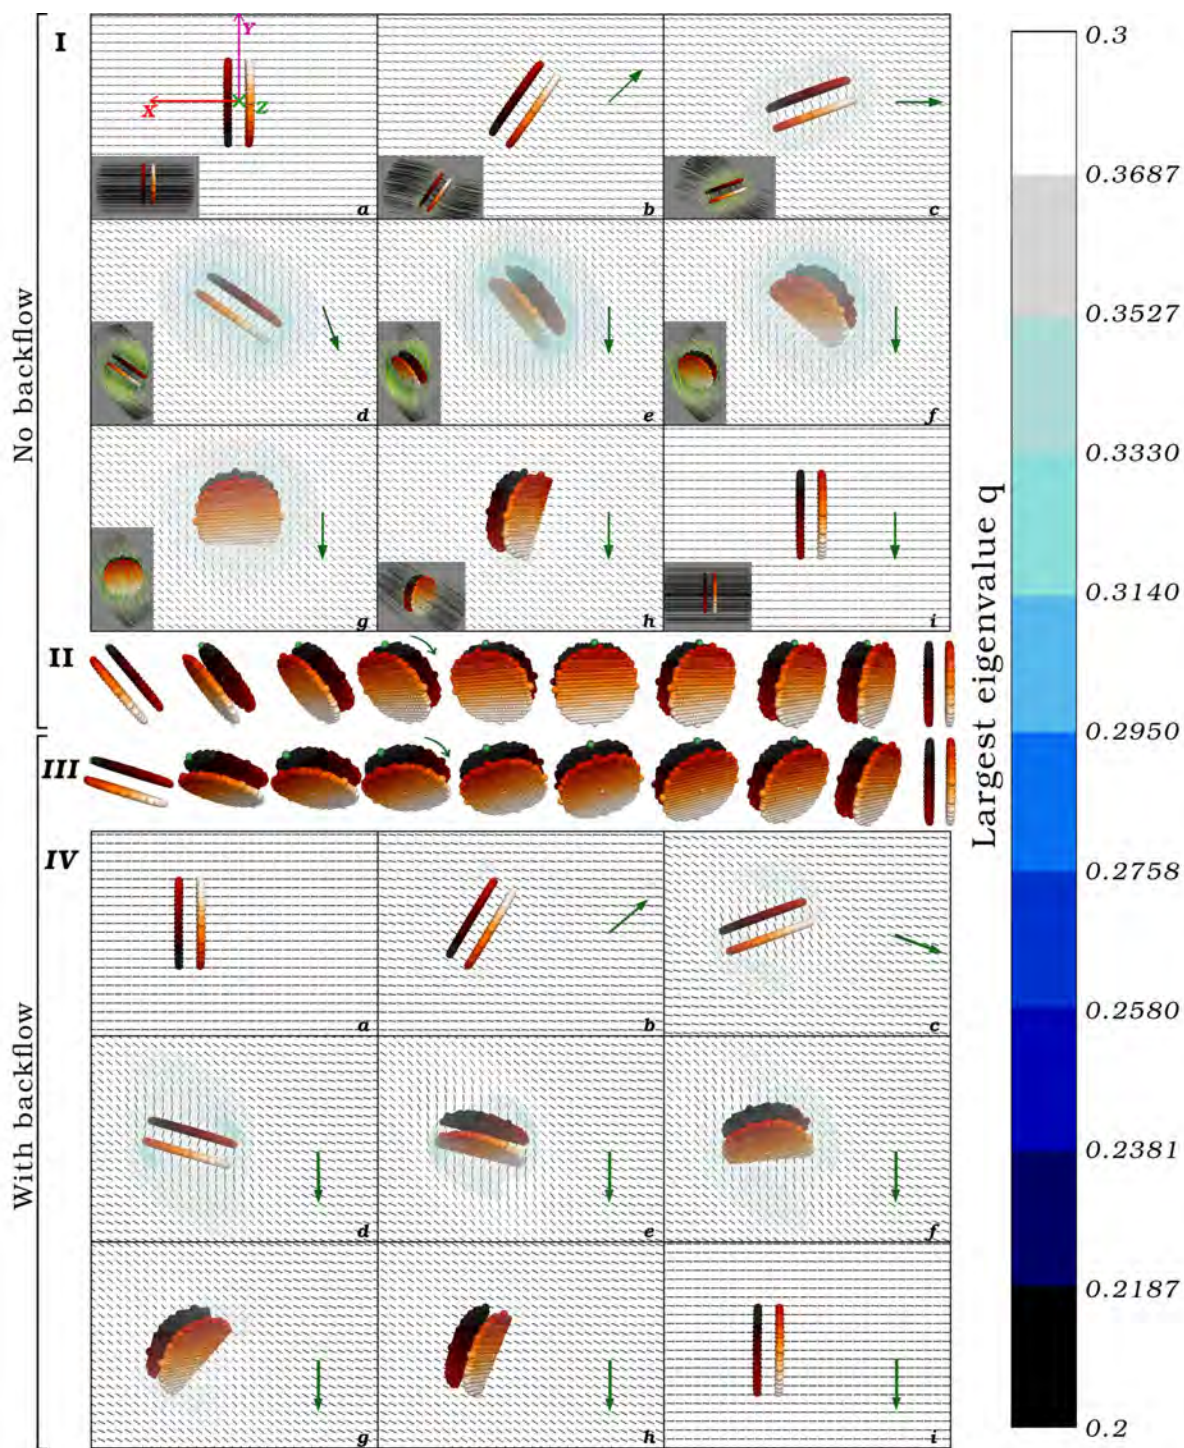 I
Y
X
Z
a
b
c
d
e
f
g
h
i
No backflow
II
III
IV
a
b
c
d
e
f
g
h
i
With backflow
Largest eigenvalue q
0.3
0.3687
0.3527
0.3330
0.3140
0.2950
0.2758
0.2580
0.2381
0.2187
0.2